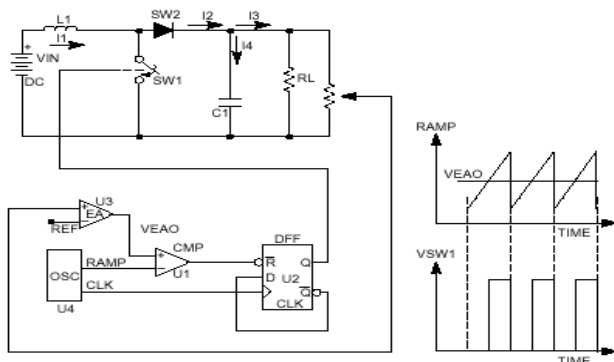 L1
SW2
I2
I3
I1
I4
VIN
DC
SW1
C1
RL
RAMP
VEAO
TIME
VSW1
TIME
U3
EA
REF
VEAO
CMP
U1
OSC
RAMP
CLK
U4
DFF
R
D
Q
U2
Q
CLK